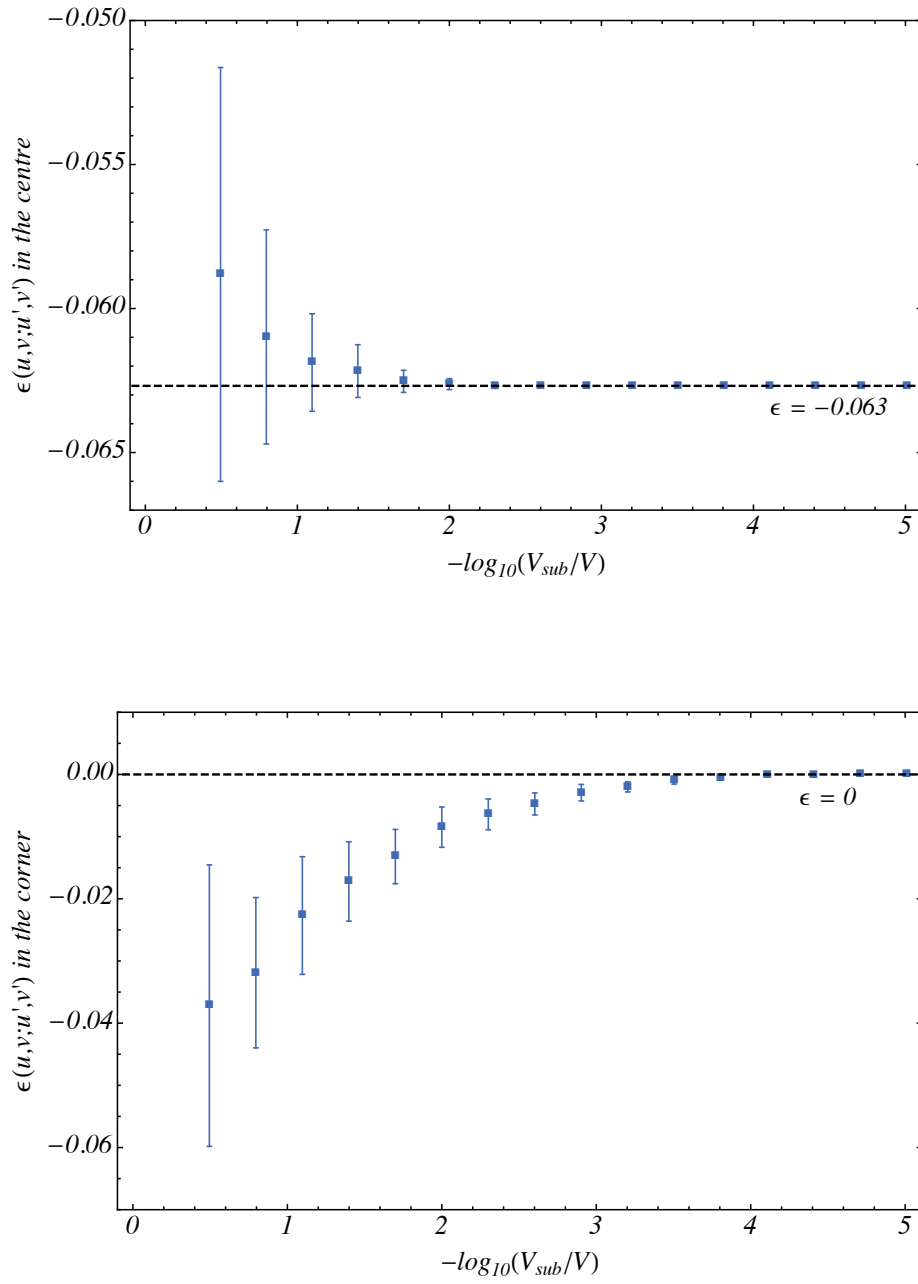 -0.050
-0.055
-0.060
-0.065
ϵ(u,v;u',v') in the centre
ϵ = -0.063
0 1 2 3 4 5
-log10(Vsub/V)
0.00
-0.02
-0.04
-0.06
ϵ(u,v;u',v') in the corner
ϵ = 0
0 1 2 3 4 5
-log10(Vsub/V)